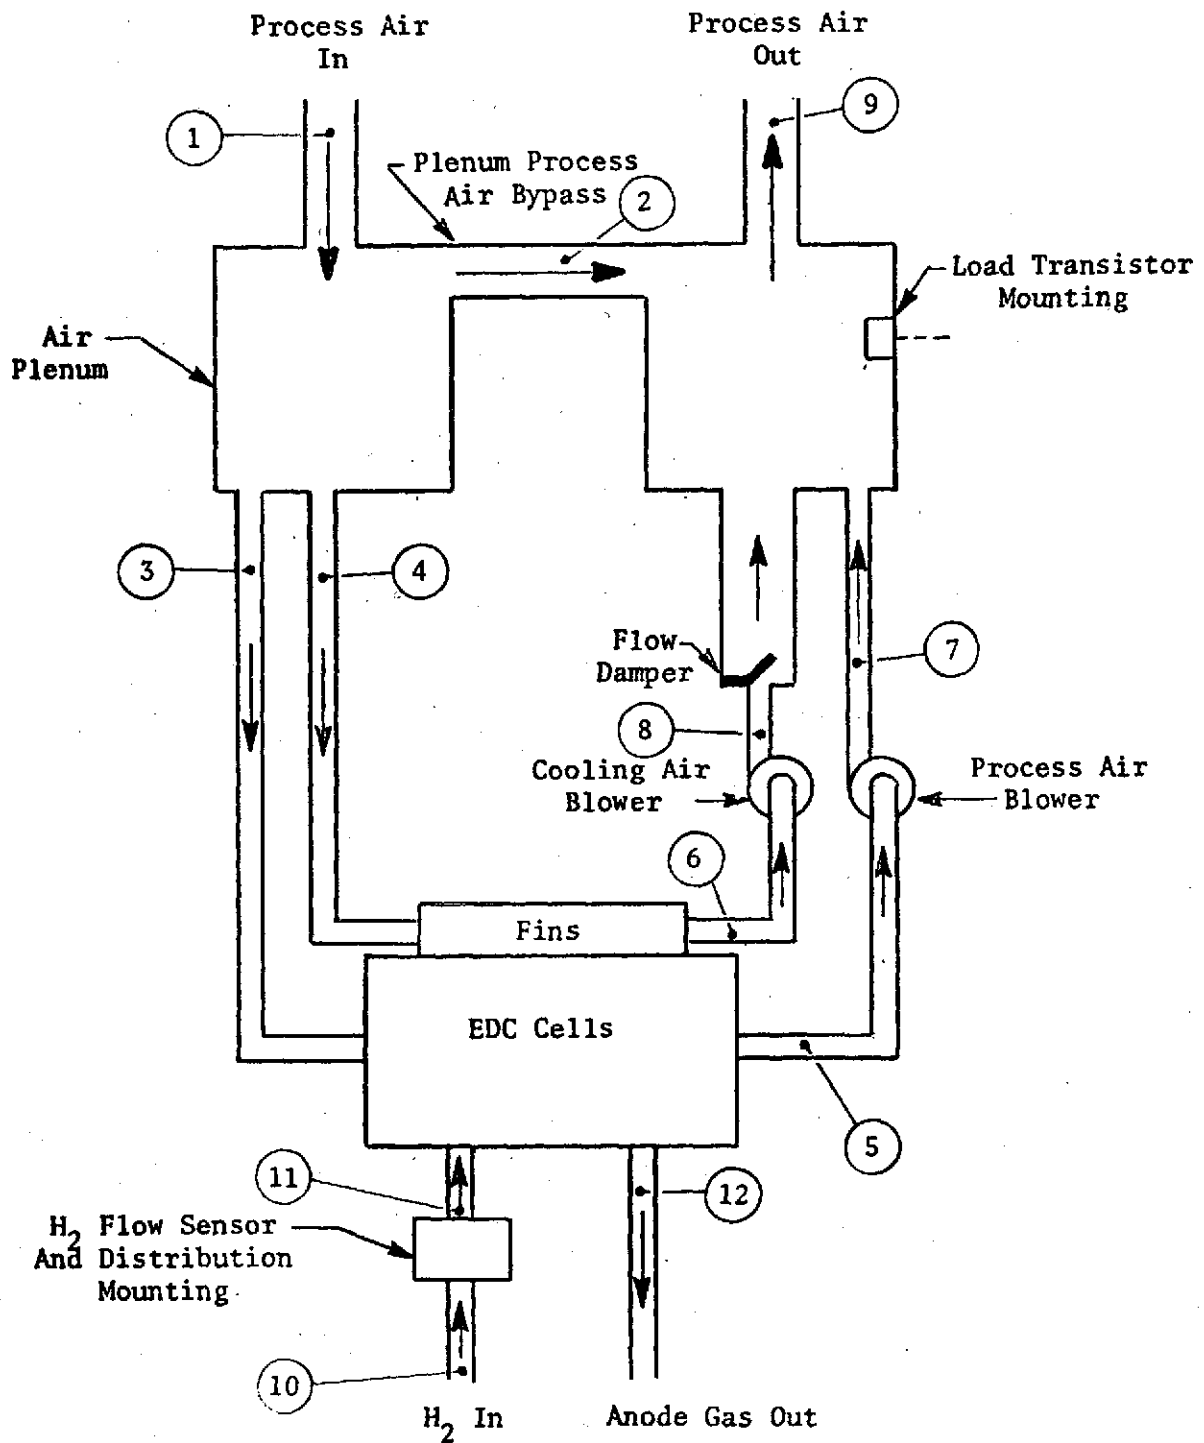 Process Air
In
Process Air
Out
1
9
Plenum Process
Air Bypass
2
Load Transistor
Mounting
Air
Plenum
3
4
Flow
Damper
7
8
Cooling Air
Blower
Process Air
Blower
6
Fins
EDC Cells
5
11
12
H2 Flow Sensor
And Distribution
Mounting
10
H2 In
Anode Gas Out